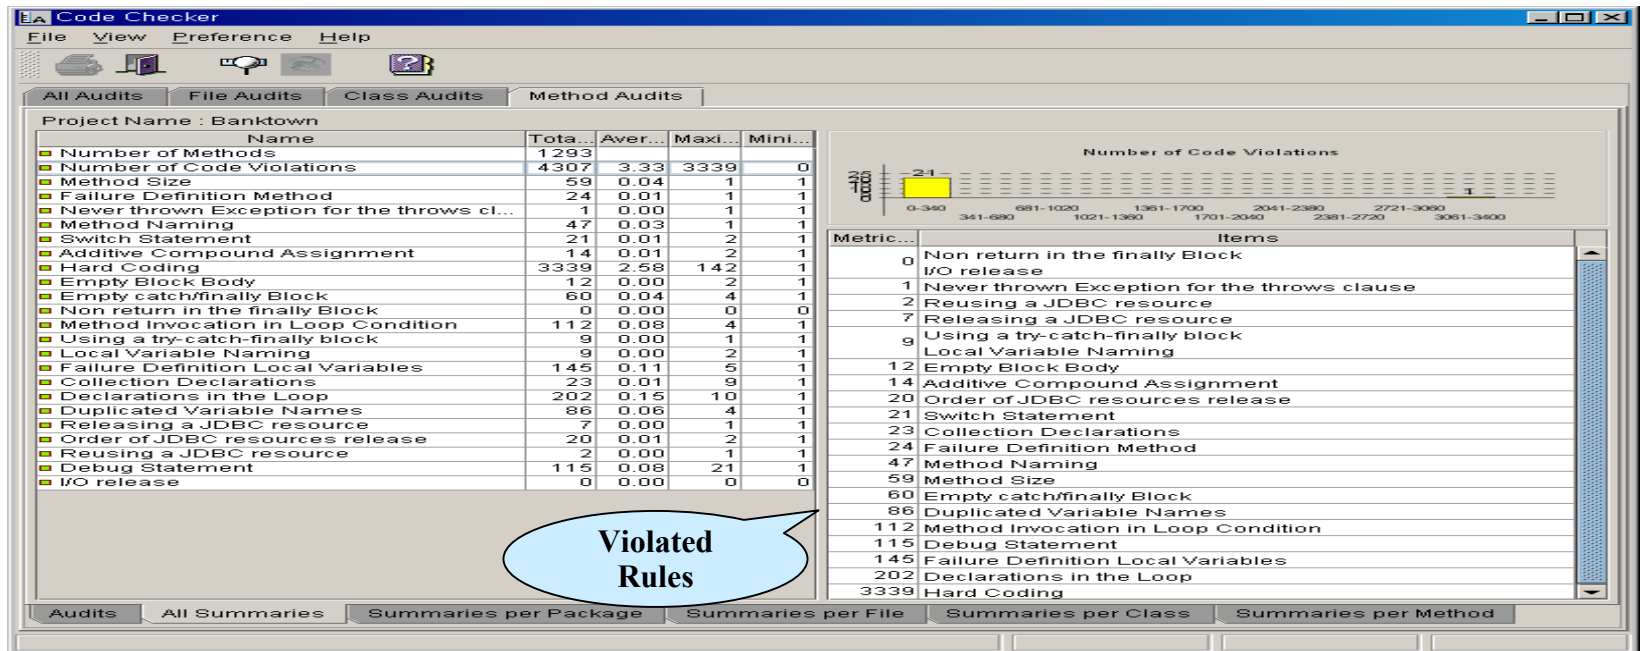 Code Checker
File View Preference Help
All Audits File Audits Class Audits Method Audits
Project Name : Banktown
Name Tota... Aver... Maxi... Mini...
Number of Methods 1293
Number of Code Violations 4307 3.33 3339 0
Method Size 59 0.04 1 1
Failure Definition Method 24 0.01 1 1
Never thrown Exception for the throws cl... 1 0.00 1 1
Method Naming 47 0.03 1 1
Switch Statement 21 0.01 2 1
Additive Compound Assignment 14 0.01 2 1
Hard Coding 3339 2.58 142 1
Empty Block Body 12 0.00 2 1
Empty catch/finally Block 60 0.04 4 1
Non return in the finally Block 0 0.00 0 0
Method Invocation in Loop Condition 112 0.08 4 1
Using a try-catch-finally block 9 0.00 1 1
Local Variable Naming 9 0.00 2 1
Failure Definition Local Variables 145 0.11 5 1
Collection Declarations 23 0.01 9 1
Declarations in the Loop 202 0.15 10 1
Duplicated Variable Names 86 0.06 4 1
Releasing a JDBC resource 7 0.00 1 1
Order of JDBC resources release 20 0.01 2 1
Reusing a JDBC resource 2 0.00 1 1
Debug Statement 115 0.08 21 1
I/O release 0 0.00 0 0
Number of Code Violations
21
1
0-340 681-1020 1361-1700 2041-2380 2721-3060
341-680 1021-1360 1701-2040 2381-2720 3061-3400
Metric... Items
0 Non return in the finally Block
I/O release
1 Never thrown Exception for the throws clause
2 Reusing a JDBC resource
7 Releasing a JDBC resource
9 Using a try-catch-finally block
Local Variable Naming
12 Empty Block Body
14 Additive Compound Assignment
20 Order of JDBC resources release
21 Switch Statement
23 Collection Declarations
24 Failure Definition Method
47 Method Naming
59 Method Size
60 Empty catch/finally Block
86 Duplicated Variable Names
112 Method Invocation in Loop Condition
115 Debug Statement
145 Failure Definition Local Variables
202 Declarations in the Loop
3339 Hard Coding
Violated
Rules
Audits All Summaries Summaries per Package Summaries per File Summaries per Class Summaries per Method